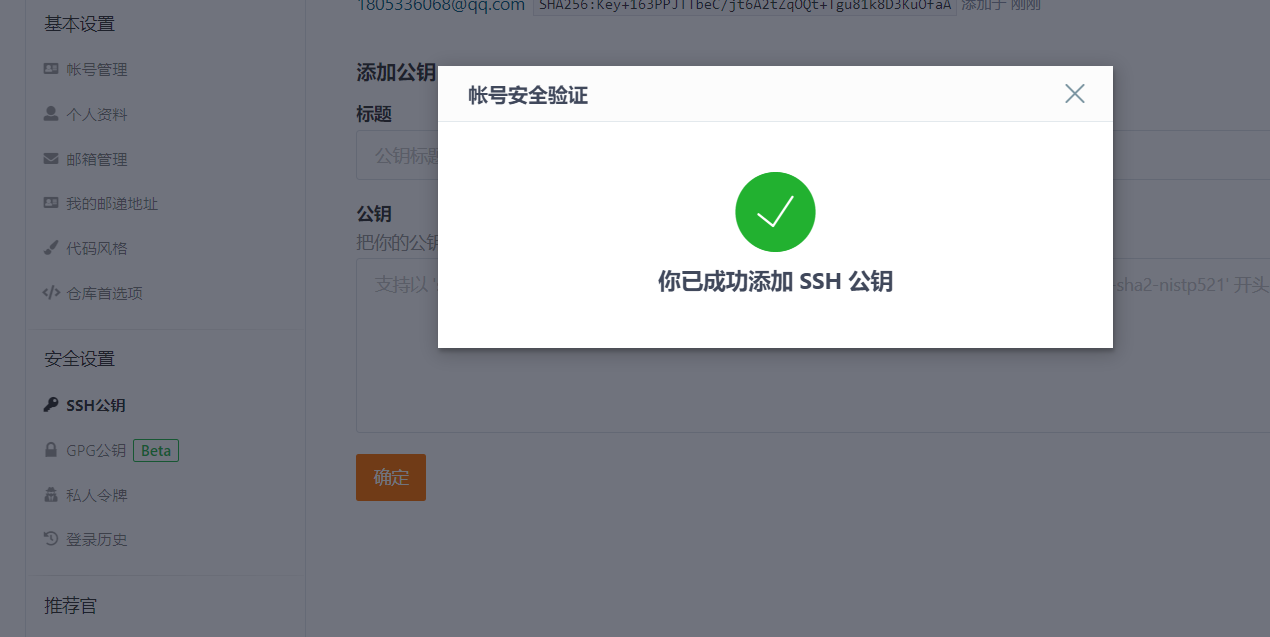 基本设置
帐号管理
个人资料
邮箱管理
我的邮递地址
代码风格
仓库首选项
安全设置
SSH公钥
GPG公钥 Beta
私人令牌
登录历史
推荐官
1805336068@qq.com
添加于 刚刚
添加公钥
标题
公钥标题
公钥
把你的公钥
支持以 '
sha2-nistp521' 开头
确定
帐号安全验证
你已成功添加 SSH 公钥